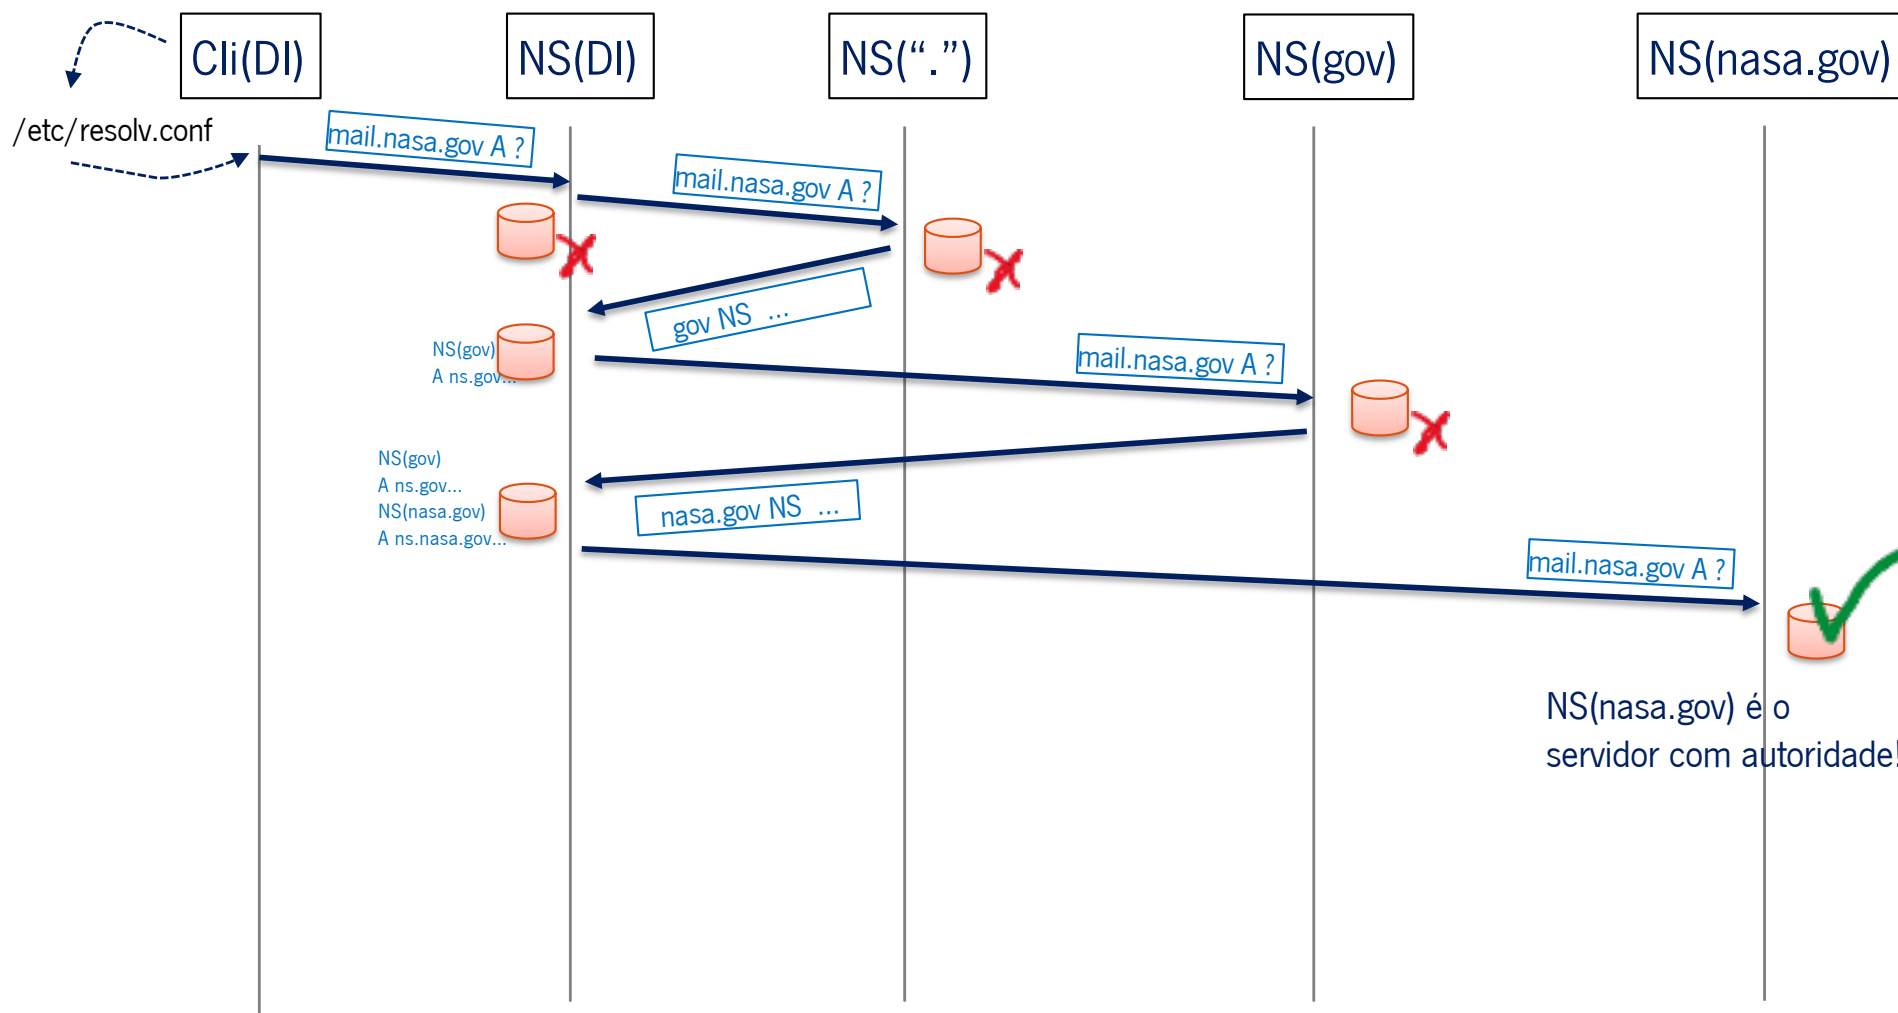 Cli(DI)
NS(DI)
NS(“.”)
NS(gov)
NS(nasa.gov)
/etc/resolv.conf
mail.nasa.gov A ?
mail.nasa.gov A ?
gov NS ...
NS(gov)
A ns.gov...
mail.nasa.gov A ?
NS(gov)
A ns.gov...
NS(nasa.gov)
A ns.nasa.gov...
nasa.gov NS ...
mail.nasa.gov A ?
NS(nasa.gov) é o
servidor com autoridade!